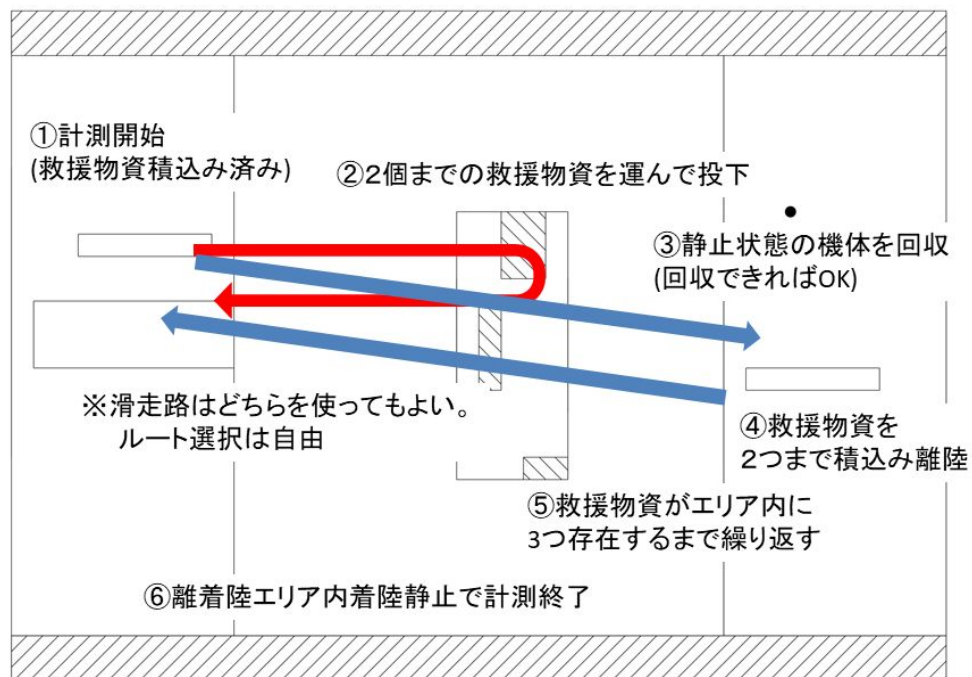 ①計測開始
(救援物資積込み済み)
②2個までの救援物資を運んで投下
③静止状態の機体を回収
(回収できればOK)
※滑走路はどちらを使ってもよい。
ルート選択は自由
④救援物資を
2つまで積込み離陸
⑤救援物資がエリア内に
3つ存在するまで繰り返す
⑥離着陸エリア内着陸静止で計測終了